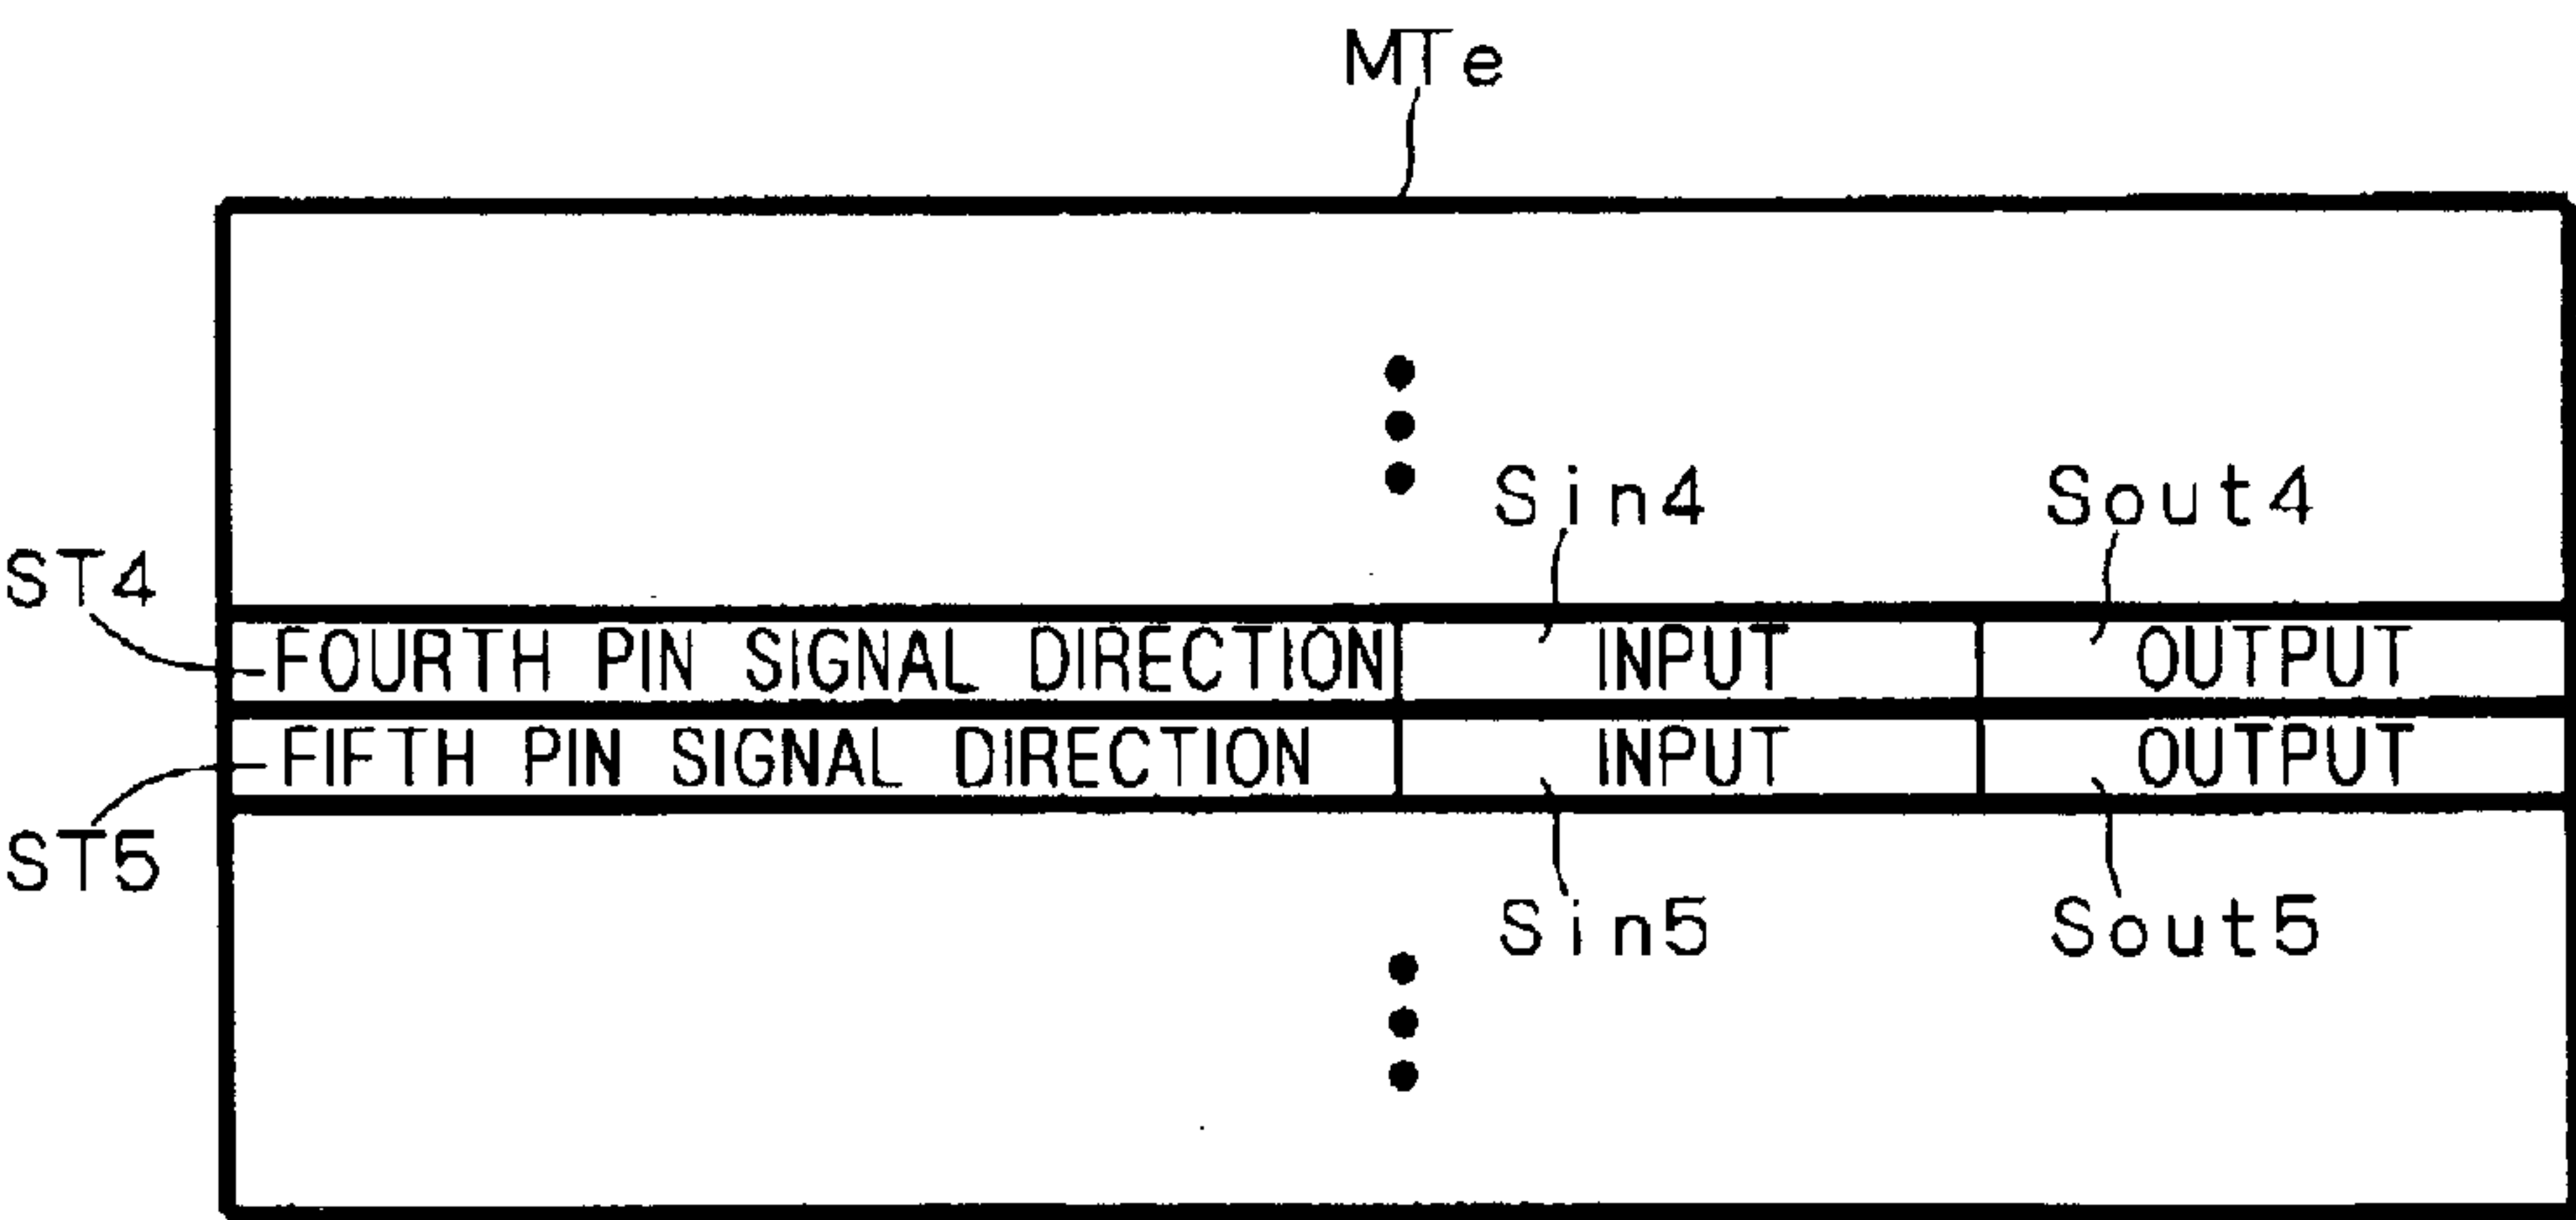 MTe
Sin4 Sout4
ST4
FOURTH PIN SIGNAL DIRECTION INPUT OUTPUT
FIFTH PIN SIGNAL DIRECTION INPUT OUTPUT
ST5
Sin5 Sout5